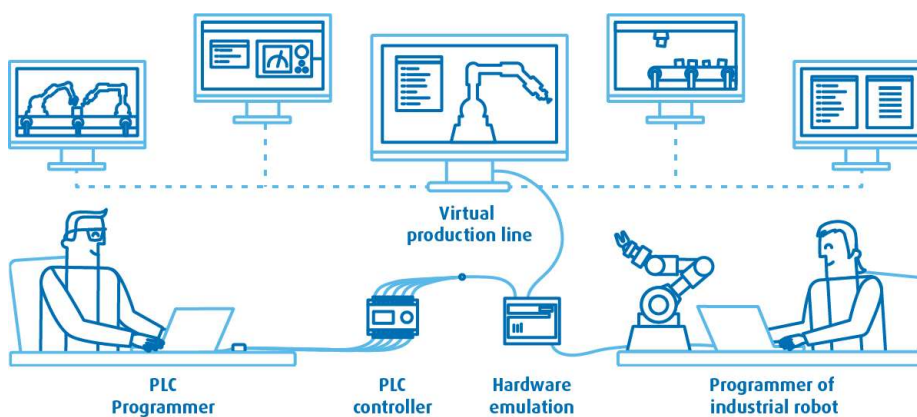 Virtual
production line
PLC
Programmer
PLC
controller
Hardware
emulation
Programmer of
industrial robot